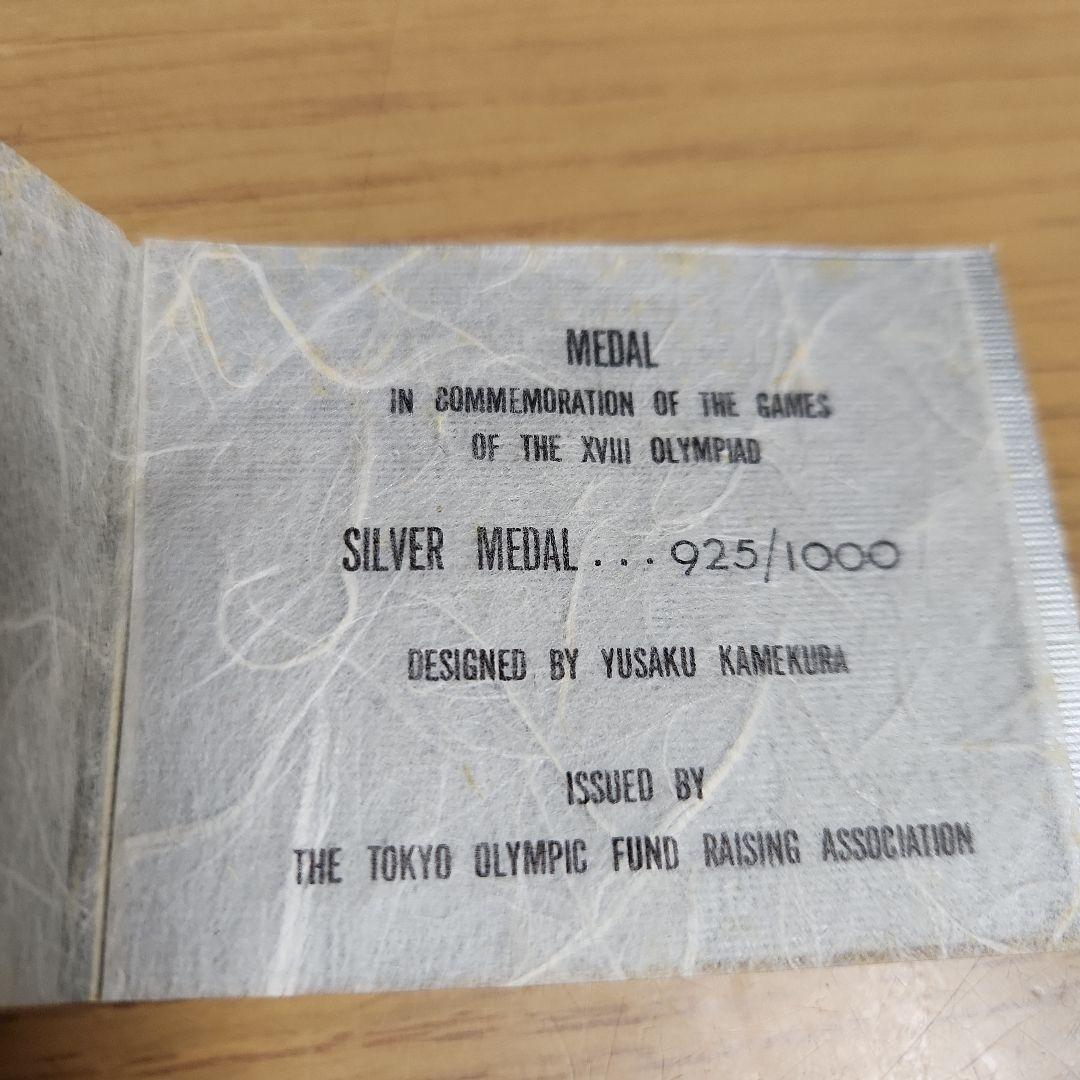 MEDAL
IN COMMEMORATION OF THE GAMES
OF THE XVIII OLYMPIAD
SILVER MEDAL...925/1000
DESIGNED BY YUSAKU KAMEKURA
ISSUED BY
THE TOKYO OLYMPIC FUND RAISING ASSOCIATION